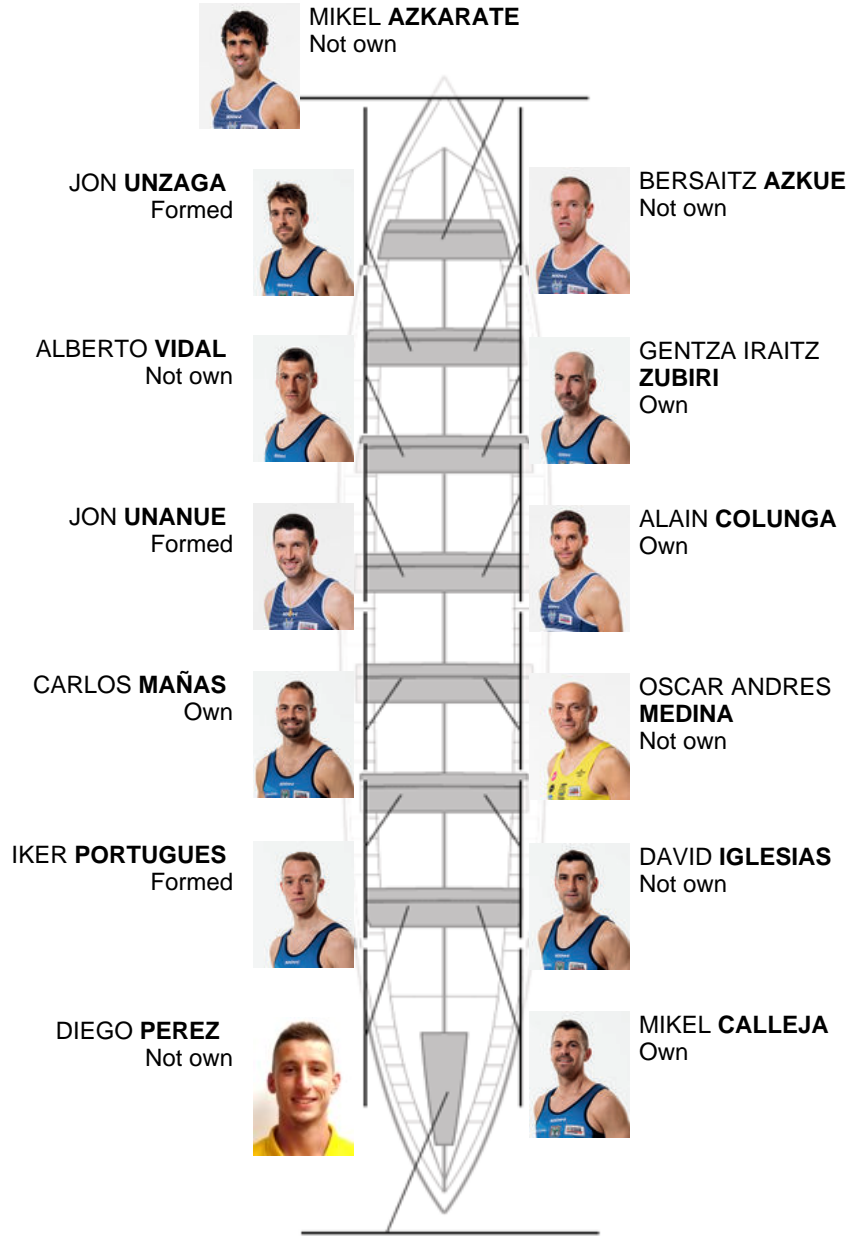 MIKEL AZKARATE
Not own
JON UNZAGA
Formed
BERSAITZ AZKUE
Not own
ALBERTO VIDAL
Not own
GENTZA IRAITZ
ZUBIRI
Own
JON UNANUE
Formed
ALAIN COLUNGA
Own
CARLOS MAÑAS
Own
OSCAR ANDRES
MEDINA
Not own
IKER PORTUGUES
Formed
DAVID IGLESIAS
Not own
DIEGO PEREZ
Not own
MIKEL CALLEJA
Own